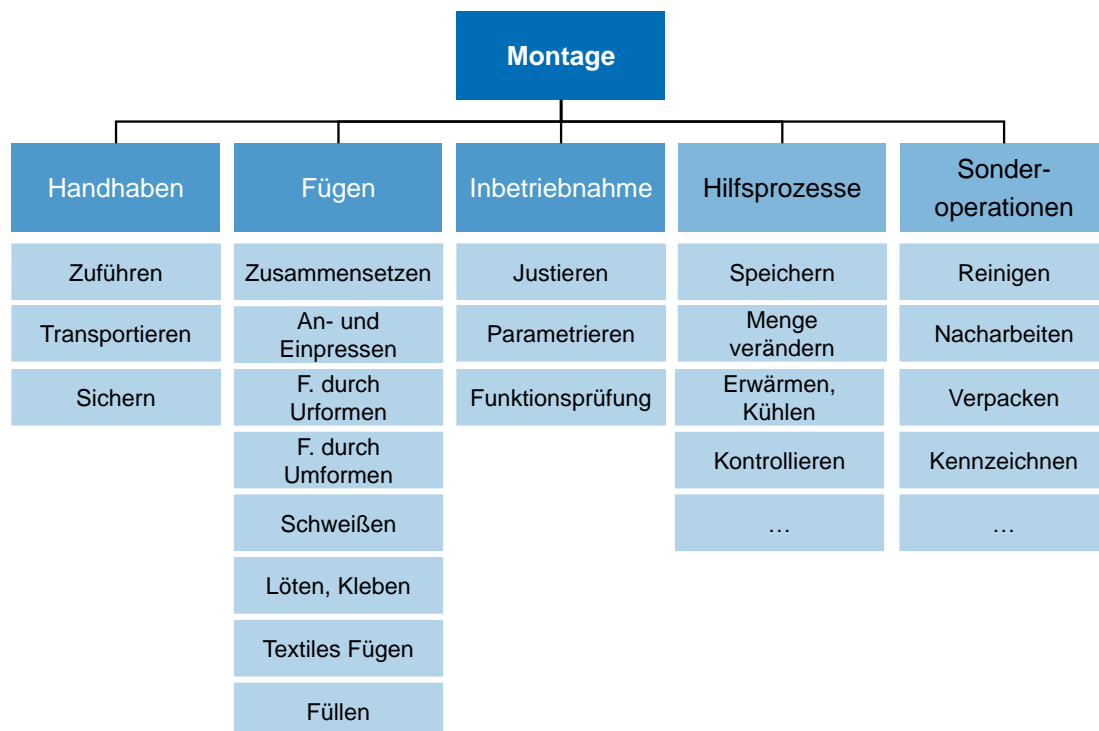 Montage
Handhaben
Zuführen
Transportieren
Sichern
Fügen
Zusammensetzen
An- und
Einpressen
F. durch
Urformen
F. durch
Umformen
Schweißen
Löten, Kleben
Textiles Fügen
Füllen
Inbetriebnahme
Justieren
Parametrieren
Funktionsprüfung
Hilfsprozesse
Speichern
Menge
verändern
Erwärmen,
Kühlen
Kontrollieren
…
Sonder-
operationen
Reinigen
Nacharbeiten
Verpacken
Kennzeichnen
…